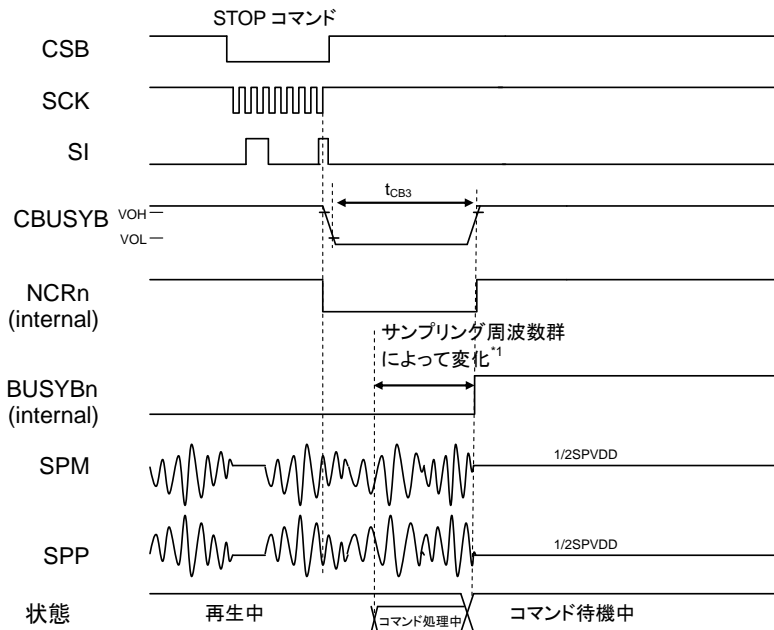 STOP コマンド
CSB
SCK
SI
tCB3
CBUSYB
VOH
VOL
NCRn
(internal)
サンプリング周波数群
によって変化*1
BUSYBn
(internal)
SPM
1/2SPVDD
SPP
1/2SPVDD
状態
再生中
コマンド処理中
コマンド待機中